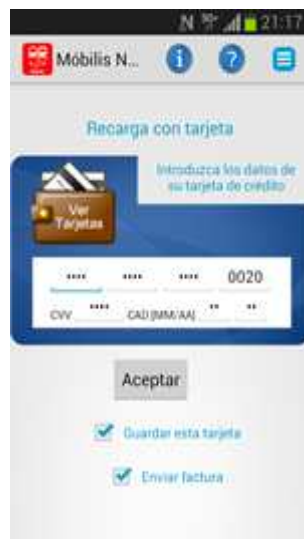 21:17
Móbilis N...
Recarga con tarjeta
Introduzca los datos de
su tarjeta de crédito
Ver
Tarjetas
**** **** **** 0020
CVV **** CAD [MM/AA] ** **
Aceptar
Guardar esta tarjeta
Enviar factura